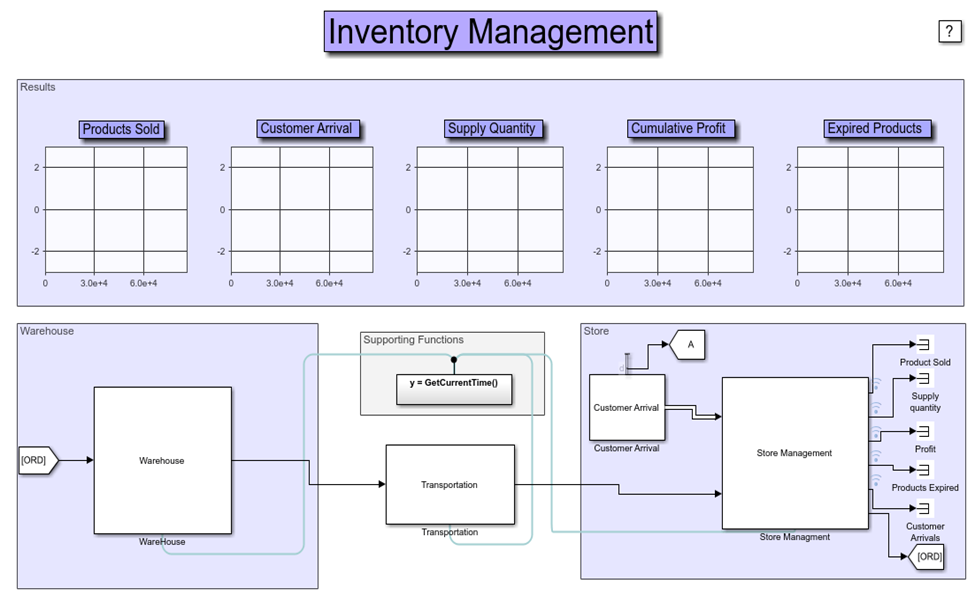 Inventory Management
?
Results
Products Sold
Customer Arrival
Supply Quantity
Cumulative Profit
Expired Products
2
0
-2
0
3.0e+4
6.0e+4
2
0
-2
0
3.0e+4
6.0e+4
2
0
-2
0
3.0e+4
6.0e+4
2
0
-2
0
3.0e+4
6.0e+4
2
0
-2
0
3.0e+4
6.0e+4
Warehouse
[ORD]
Warehouse
WareHouse
Supporting Functions
y = GetCurrentTime()
Transportation
Transportation
Store
A
Customer Arrival
Customer Arrival
Store Management
Store Managment
Product Sold
Supply
quantity
Profit
Products Expired
Customer
Arrivals
[ORD]